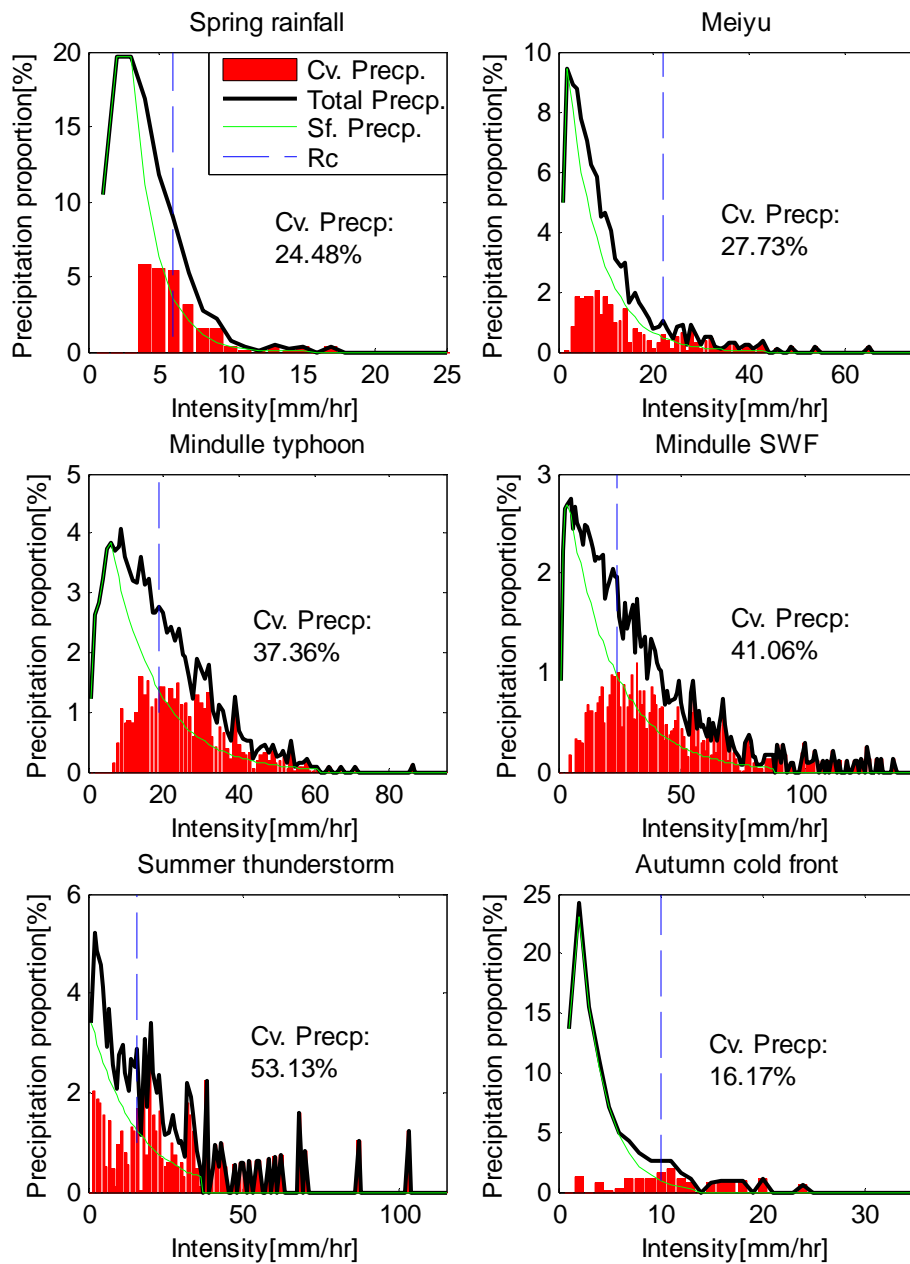 Spring rainfall
Precipitation proportion[%]
20
15
10
5
0
0 5 10 15 20 25
Intensity[mm/hr]
Cv. Precp.
Total Precp.
Sf. Precp.
Rc
Cv. Precp:
24.48%
Meiyu
Precipitation proportion[%]
10
8
6
4
2
0
0 20 40 60
Intensity[mm/hr]
Cv. Precp:
27.73%
Mindulle typhoon
Precipitation proportion[%]
5
4
3
2
1
0
0 20 40 60 80
Intensity[mm/hr]
Cv. Precp:
37.36%
Mindulle SWF
Precipitation proportion[%]
3
2
1
0
0 50 100
Intensity[mm/hr]
Cv. Precp:
41.06%
Summer thunderstorm
Precipitation proportion[%]
6
4
2
0
0 50 100
Intensity[mm/hr]
Cv. Precp:
53.13%
Autumn cold front
Precipitation proportion[%]
25
20
15
10
5
0
0 10 20 30
Intensity[mm/hr]
Cv. Precp:
16.17%